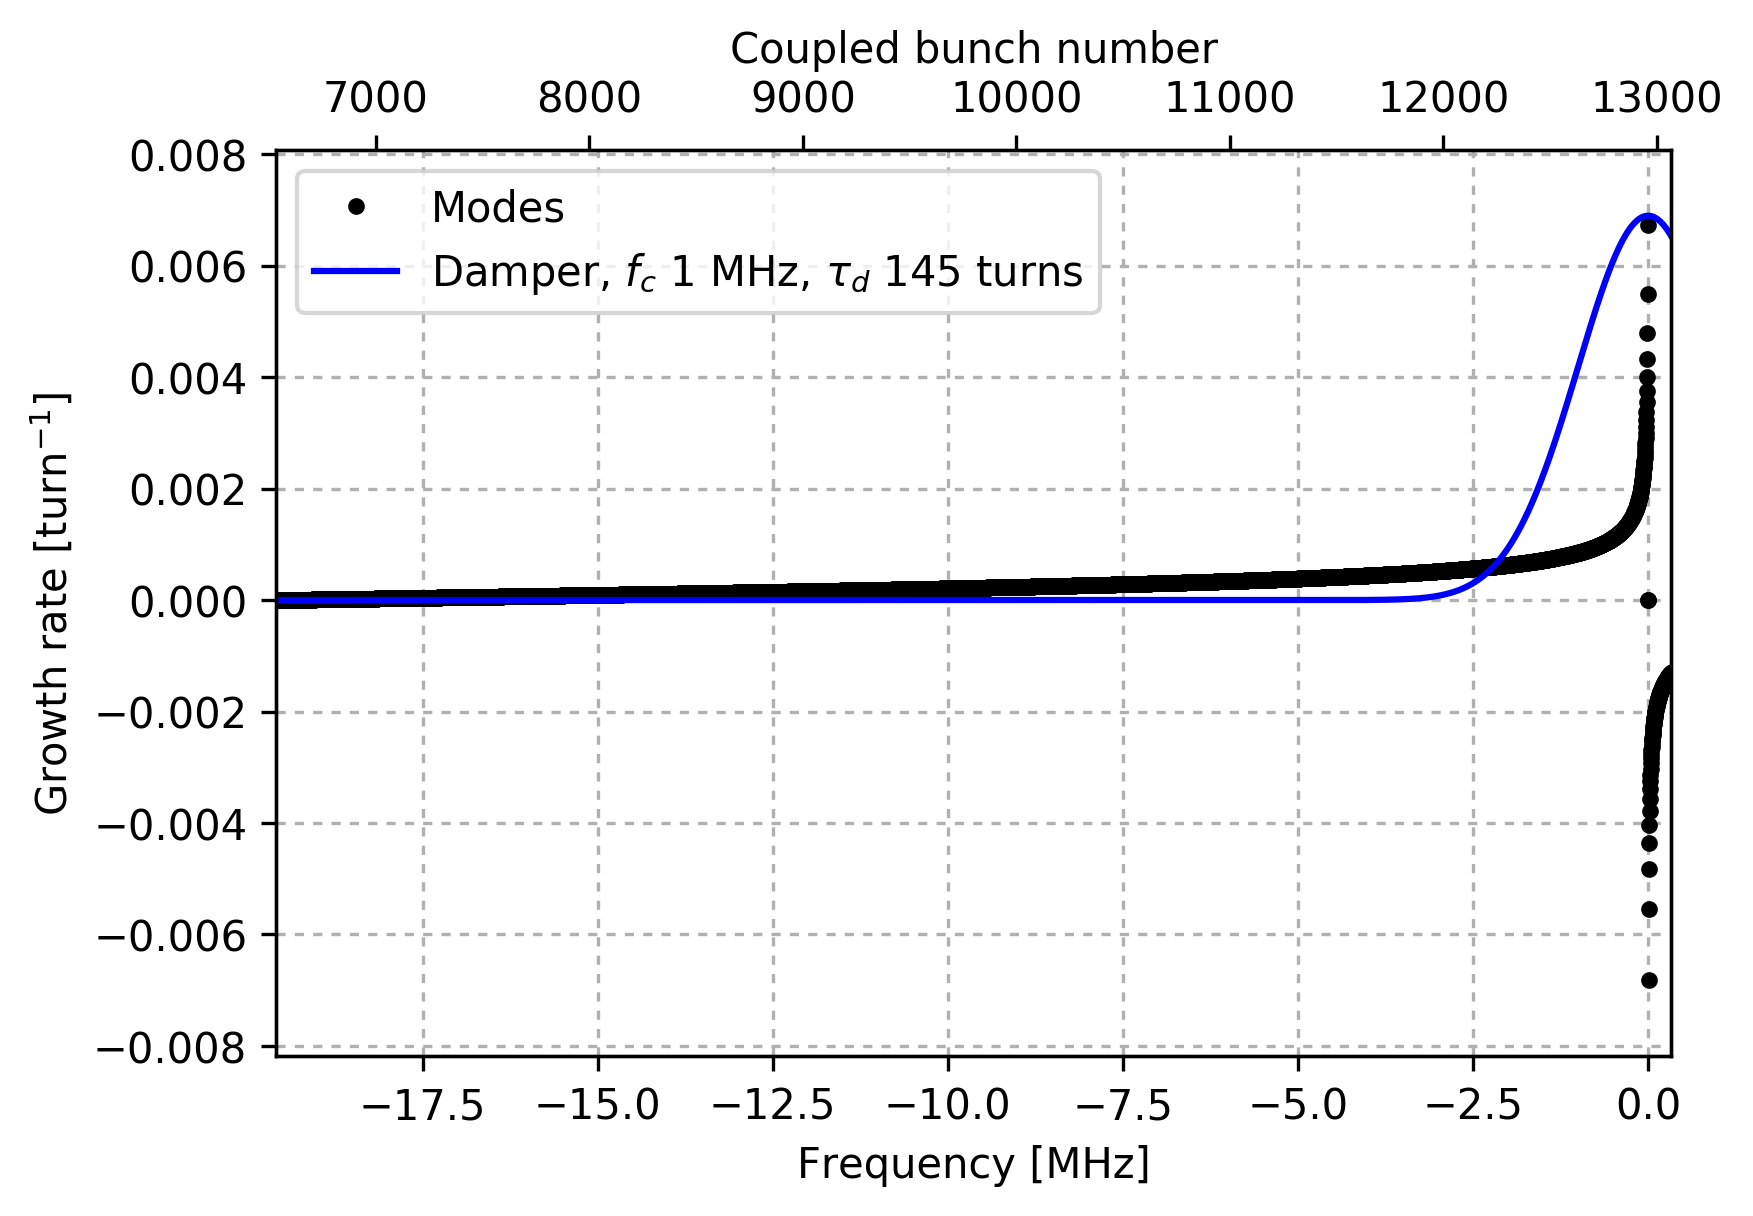 Coupled bunch number
7000 8000 9000 10000 11000 12000 13000
0.008
Modes
Damper, f_c 1 MHz, τ_d 145 turns
0.006
0.004
0.002
0.000
−0.002
−0.004
−0.006
−0.008
Growth rate [turn⁻¹]
−17.5 −15.0 −12.5 −10.0 −7.5 −5.0 −2.5 0.0
Frequency [MHz]